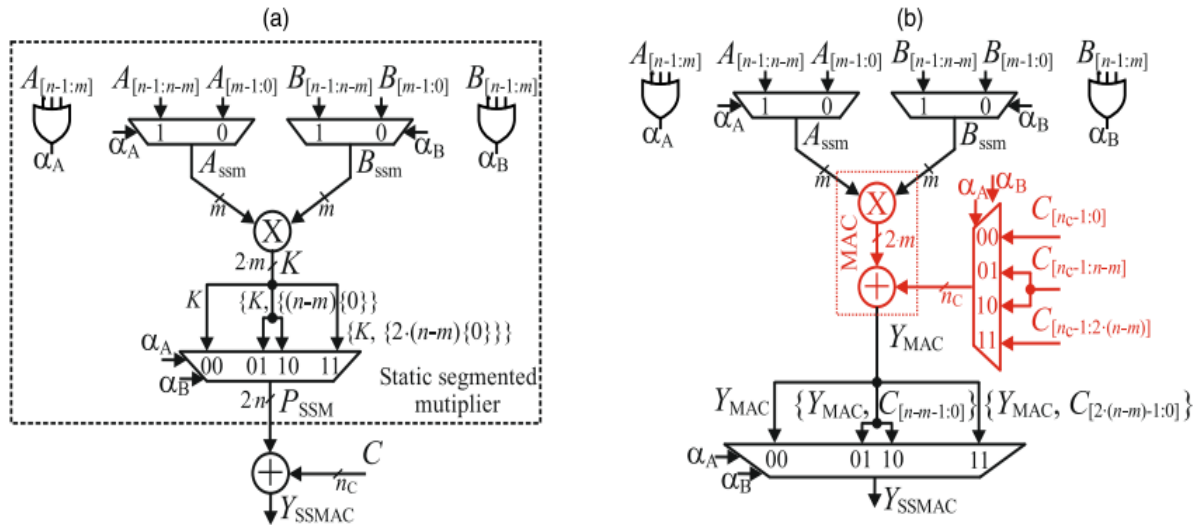 (a)
A[n-1:m] A[n-1:n-m] A[m-1:0] B[n-1:n-m] B[m-1:0] B[n-1:m]
1 0 1 0
αA αA αB αB
Assm Bssm
m m
X
2·m K
K {K, {(n-m){0}}
{K, {2·(n-m){0}}}
αA 00 01 10 11
αB
Static segmented
mutiplier
2·n PSSM
+ nC C
YSSMAC
(b)
A[n-1:m] A[n-1:n-m] A[m-1:0] B[n-1:n-m] B[m-1:0] B[n-1:m]
1 0 1 0
αA αA αB αB
Assm Bssm
m m
αA αB
MAC X 2·m +
nC
00 C[nC-1:0]
01 C[nC-1:n-m]
10
11 C[nC-1:2·(n-m)]
YMAC
YMAC {YMAC, C[n-m-1:0]} {YMAC, C[2·(n-m)-1:0]}
αA 00 01 10 11
αB
YSSMAC